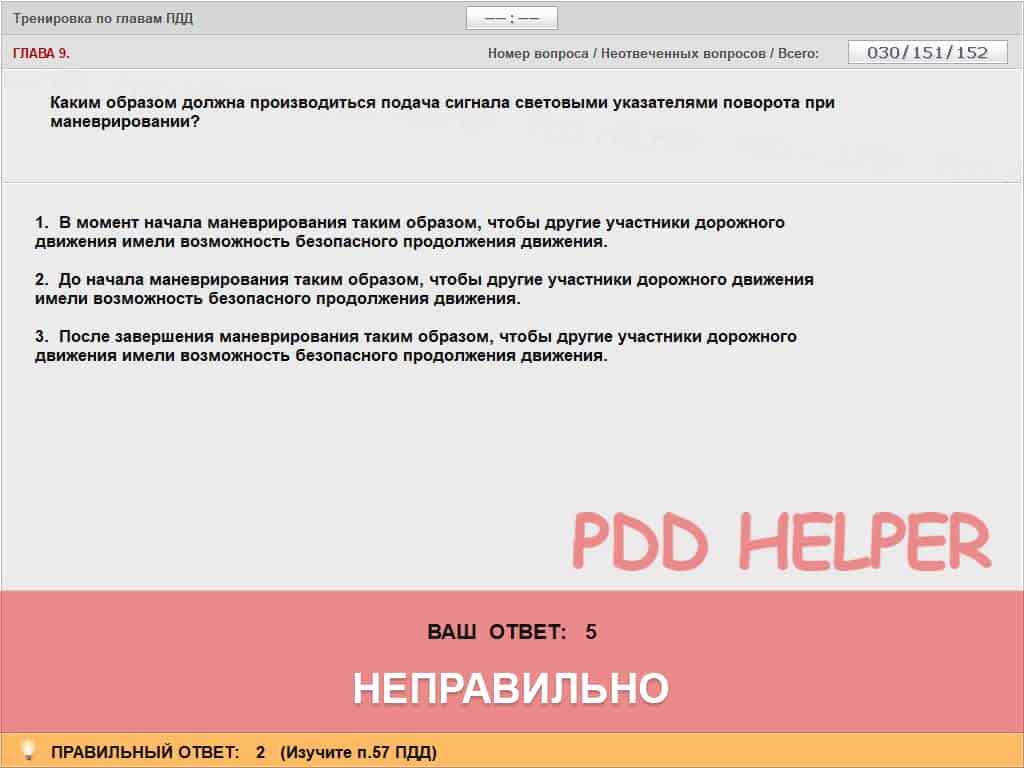 Тренировка по главам ПДД
–– : ––
ГЛАВА 9.
Номер вопроса / Неотвеченных вопросов / Всего:
030/151/152
Каким образом должна производиться подача сигнала световыми указателями поворота при
маневрировании?
1. В момент начала маневрирования таким образом, чтобы другие участники дорожного
движения имели возможность безопасного продолжения движения.
2. До начала маневрирования таким образом, чтобы другие участники дорожного движения
имели возможность безопасного продолжения движения.
3. После завершения маневрирования таким образом, чтобы другие участники дорожного
движения имели возможность безопасного продолжения движения.
PDD HELPER
ВАШ ОТВЕТ: 5
НЕПРАВИЛЬНО
ПРАВИЛЬНЫЙ ОТВЕТ: 2 (Изучите п.57 ПДД)